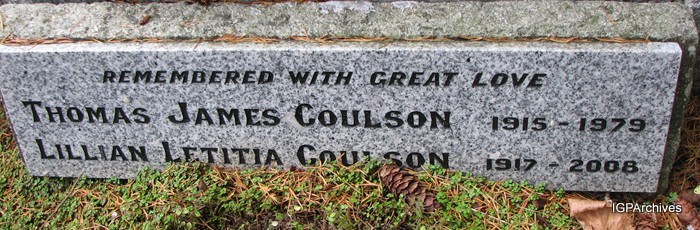 REMEMBERED WITH GREAT LOVE
THOMAS JAMES COULSON 1915 - 1979
LILLIAN LETITIA COULSON 1917 - 2008
IGPArchives